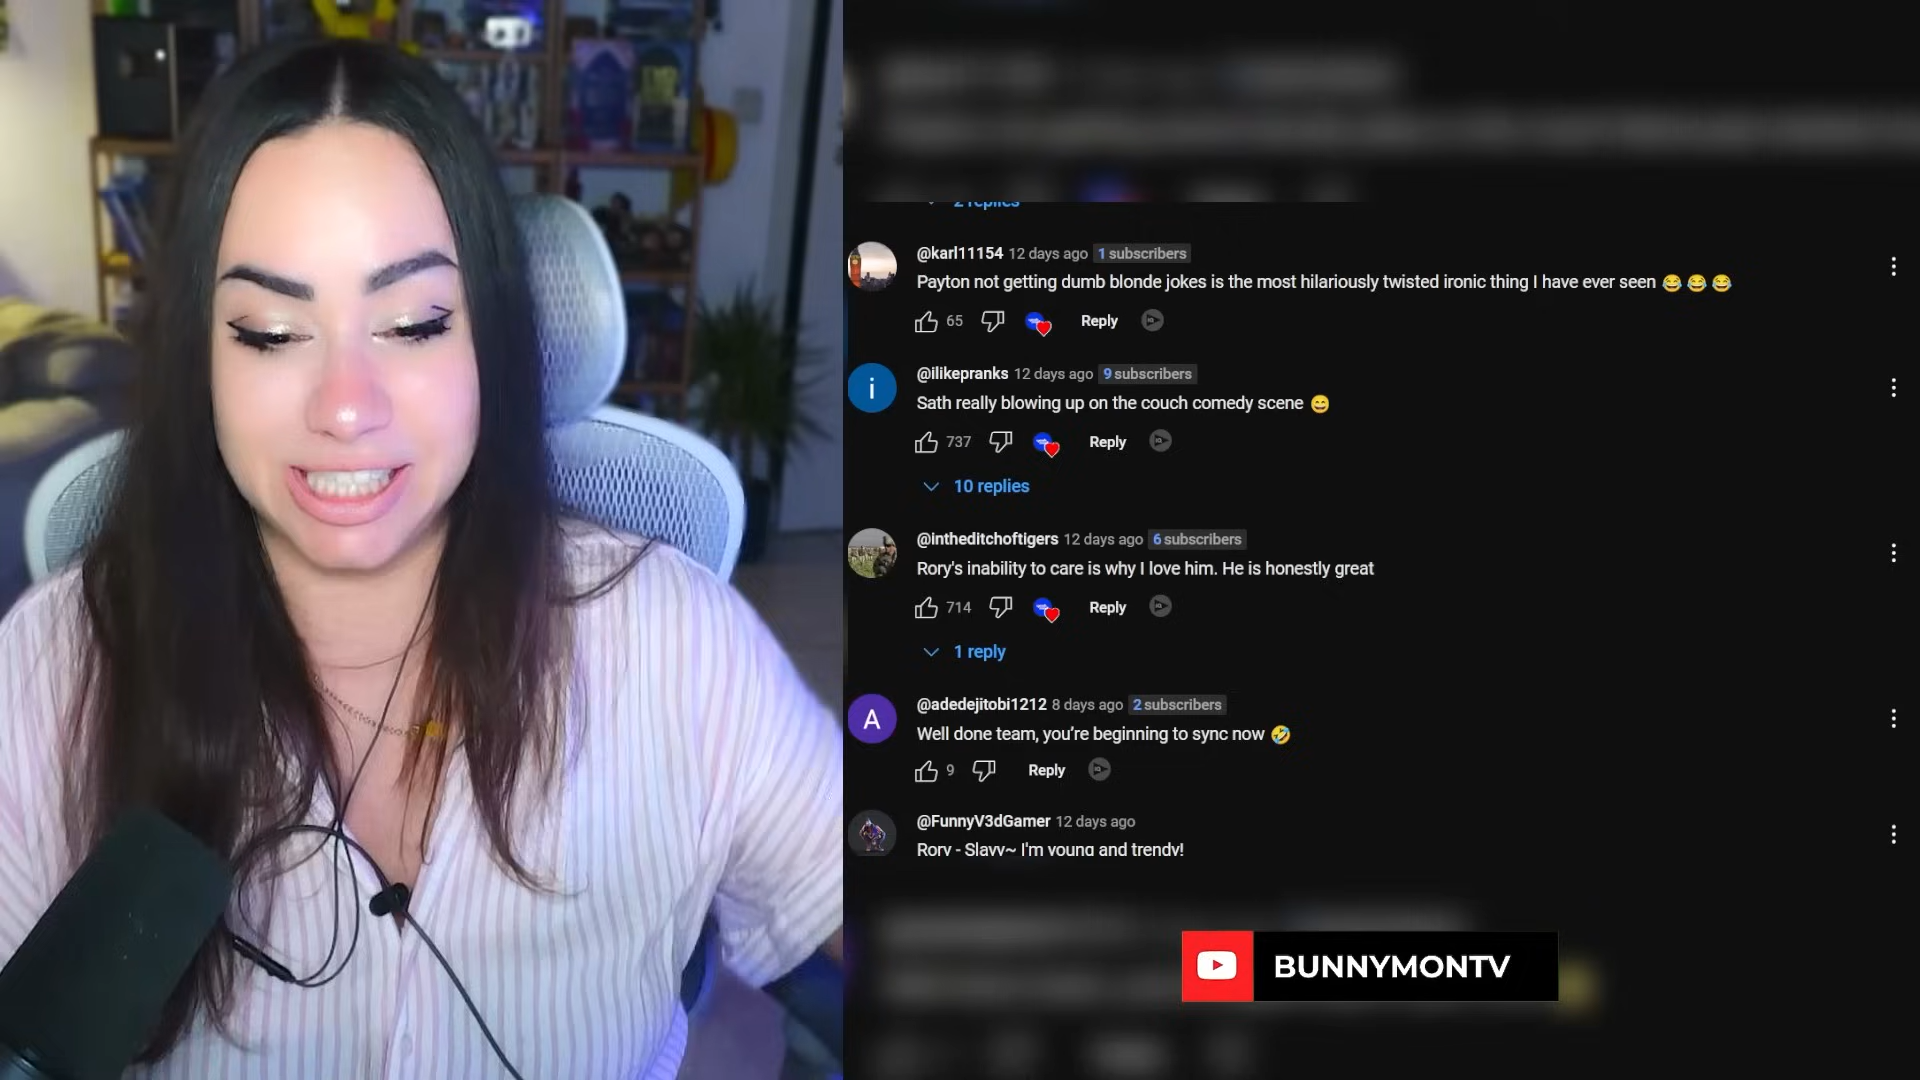 2 replies
@karl11154 12 days ago 1 subscribers
Payton not getting dumb blonde jokes is the most hilariously twisted ironic thing I have ever seen 😂 😂 😂
65 Reply
i @ilikepranks 12 days ago 9 subscribers
Sath really blowing up on the couch comedy scene 😄
737 Reply
10 replies
@intheditchoftigers 12 days ago 6 subscribers
Rory's inability to care is why I love him. He is honestly great
714 Reply
1 reply
A @adedejitobi1212 8 days ago 2 subscribers
Well done team, you're beginning to sync now 🤣
9 Reply
@FunnyV3dGamer 12 days ago
Rory - Slayy~ I'm young and trendy!
BUNNYMONTV